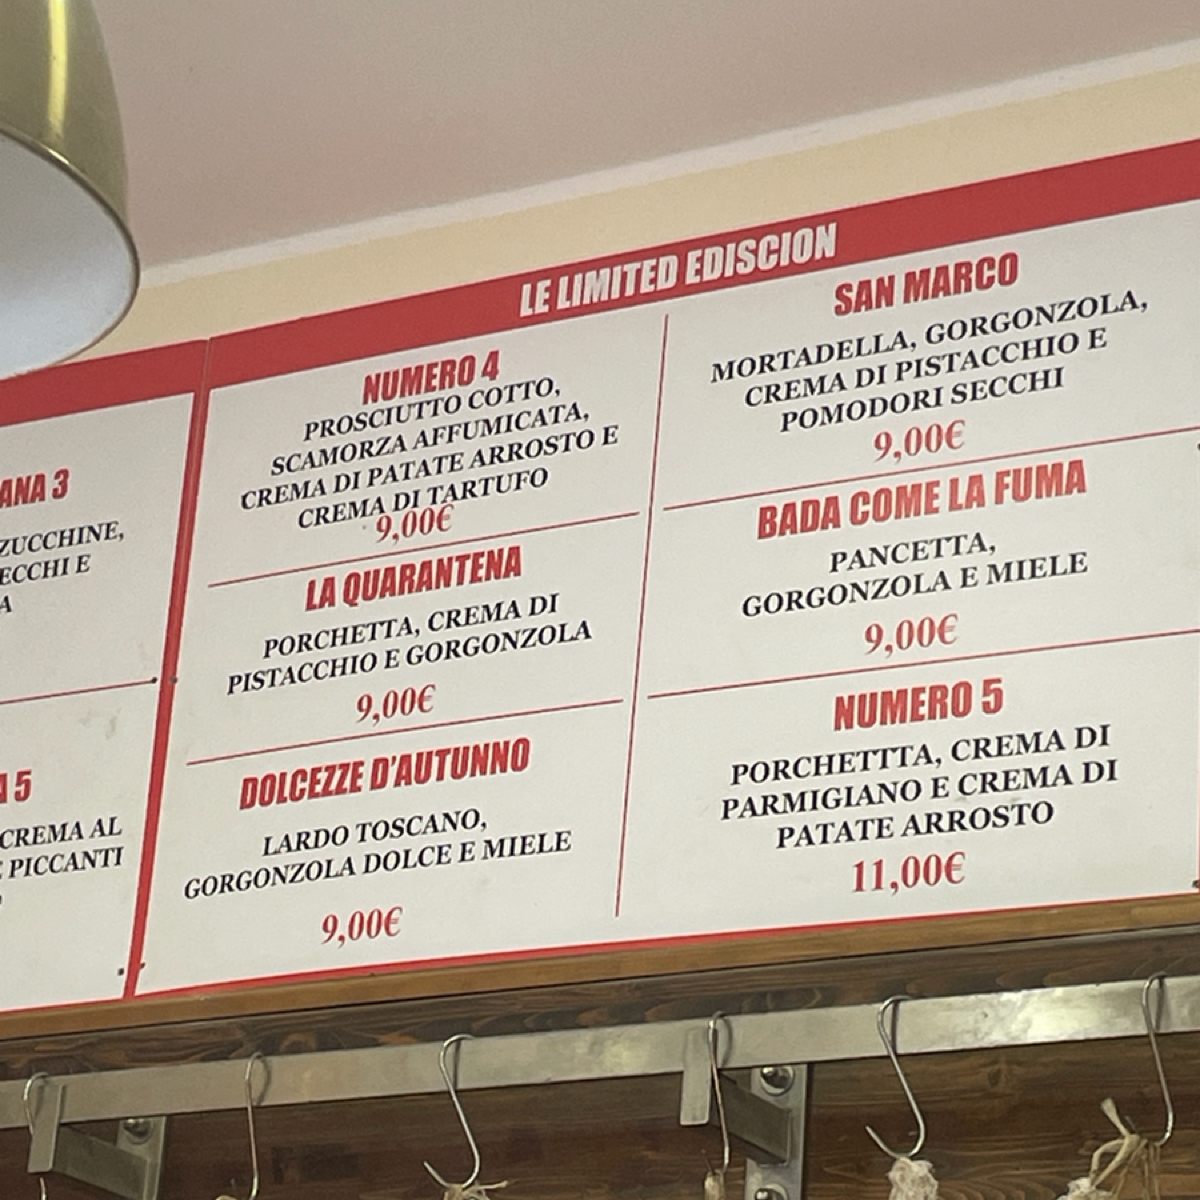 LE LIMITED EDISCION
ANA 3
ZUCCHINE,
ECCHI E
A
A 5
CREMA AL
E PICCANTI
NUMERO 4
PROSCIUTTO COTTO,
SCAMORZA AFFUMICATA,
CREMA DI PATATE ARROSTO E
CREMA DI TARTUFO
9,00€
LA QUARANTENA
PORCHETTA, CREMA DI
PISTACCHIO E GORGONZOLA
9,00€
DOLCEZZE D'AUTUNNO
LARDO TOSCANO,
GORGONZOLA DOLCE E MIELE
9,00€
SAN MARCO
MORTADELLA, GORGONZOLA,
CREMA DI PISTACCHIO E
POMODORI SECCHI
9,00€
BADA COME LA FUMA
PANCETTA,
GORGONZOLA E MIELE
9,00€
NUMERO 5
PORCHETTTA, CREMA DI
PARMIGIANO E CREMA DI
PATATE ARROSTO
11,00€